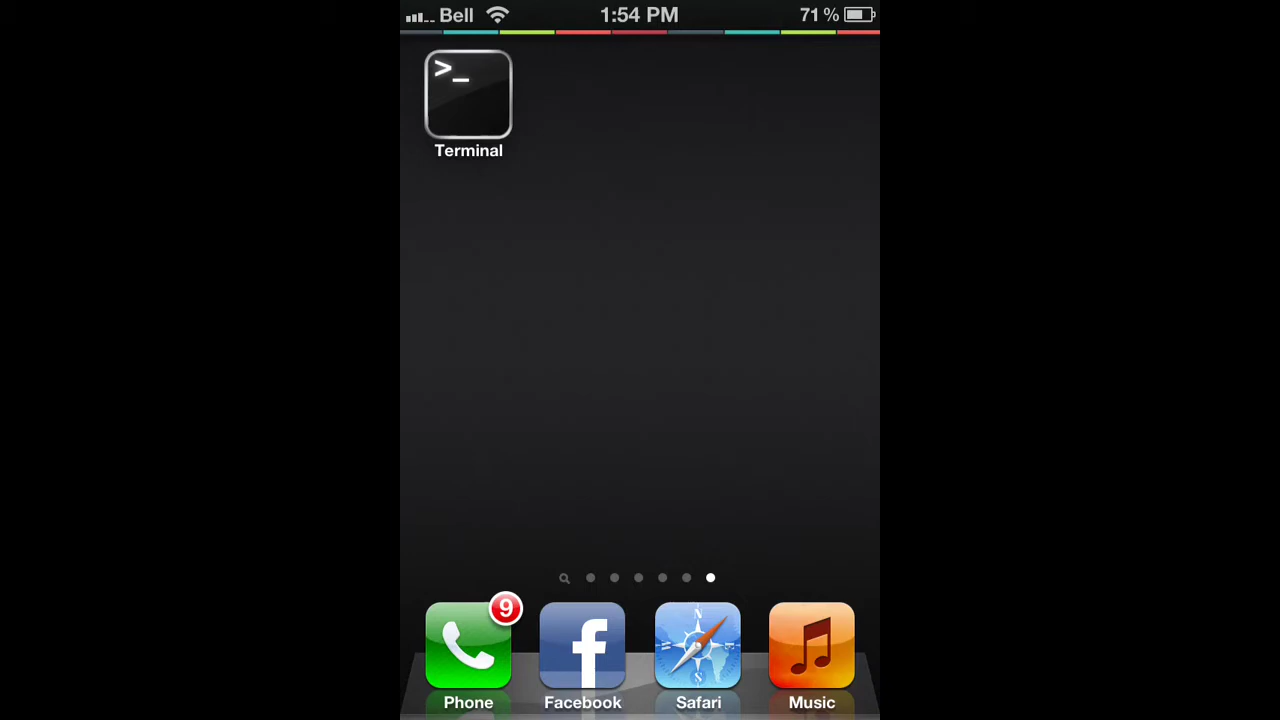 Bell 1:54 PM 71%
>_
Terminal
9
N
E
S
Phone Facebook Safari Music